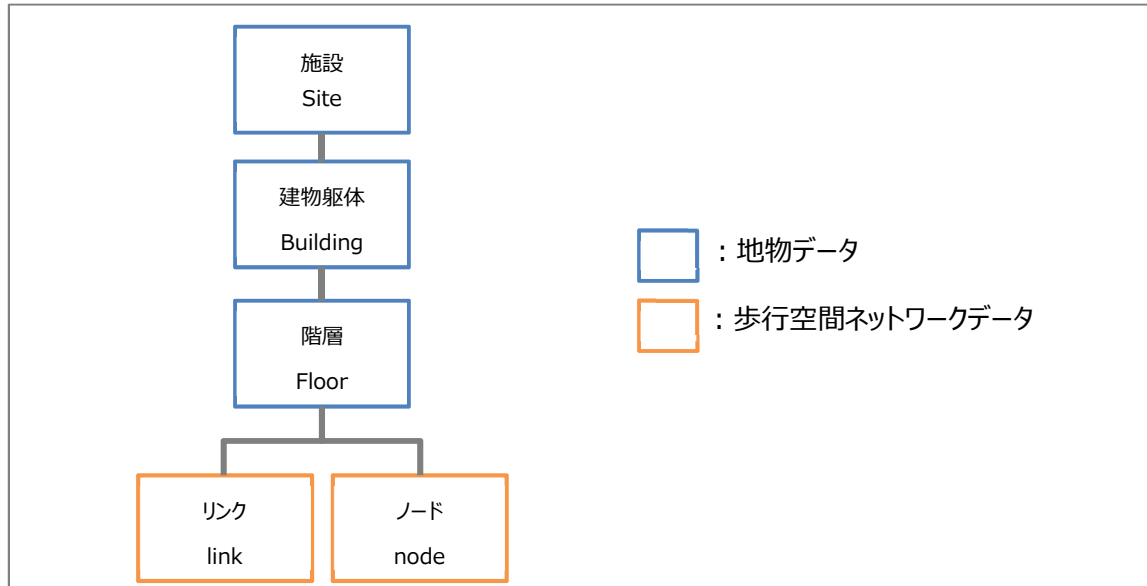 施設
Site
建物躯体
Building
階層
Floor
リンク
link
ノード
node
：地物データ
：歩行空間ネットワークデータ